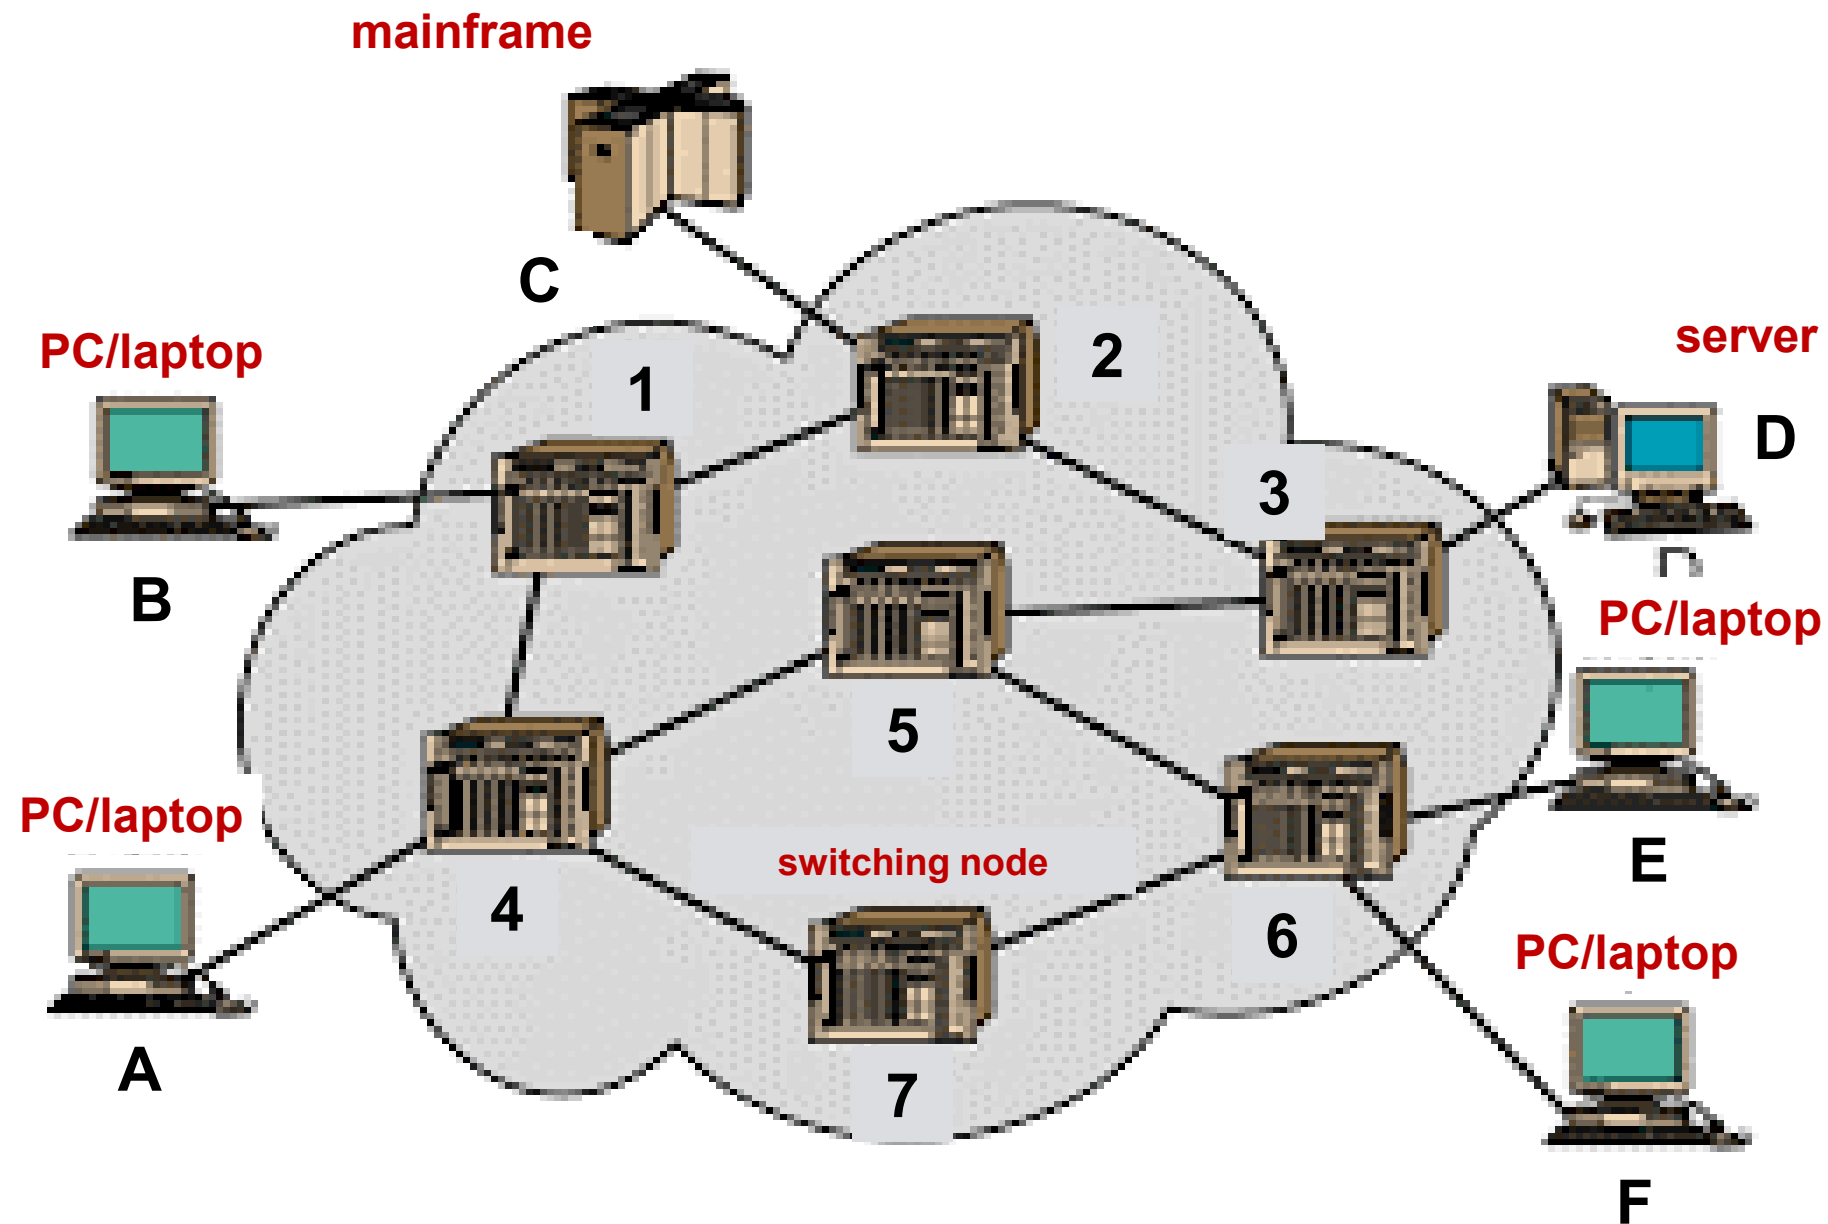 mainframe
C
PC/laptop
1
2
server
D
3
B
PC/laptop
5
PC/laptop
switching node
E
4
6
PC/laptop
A
7
F